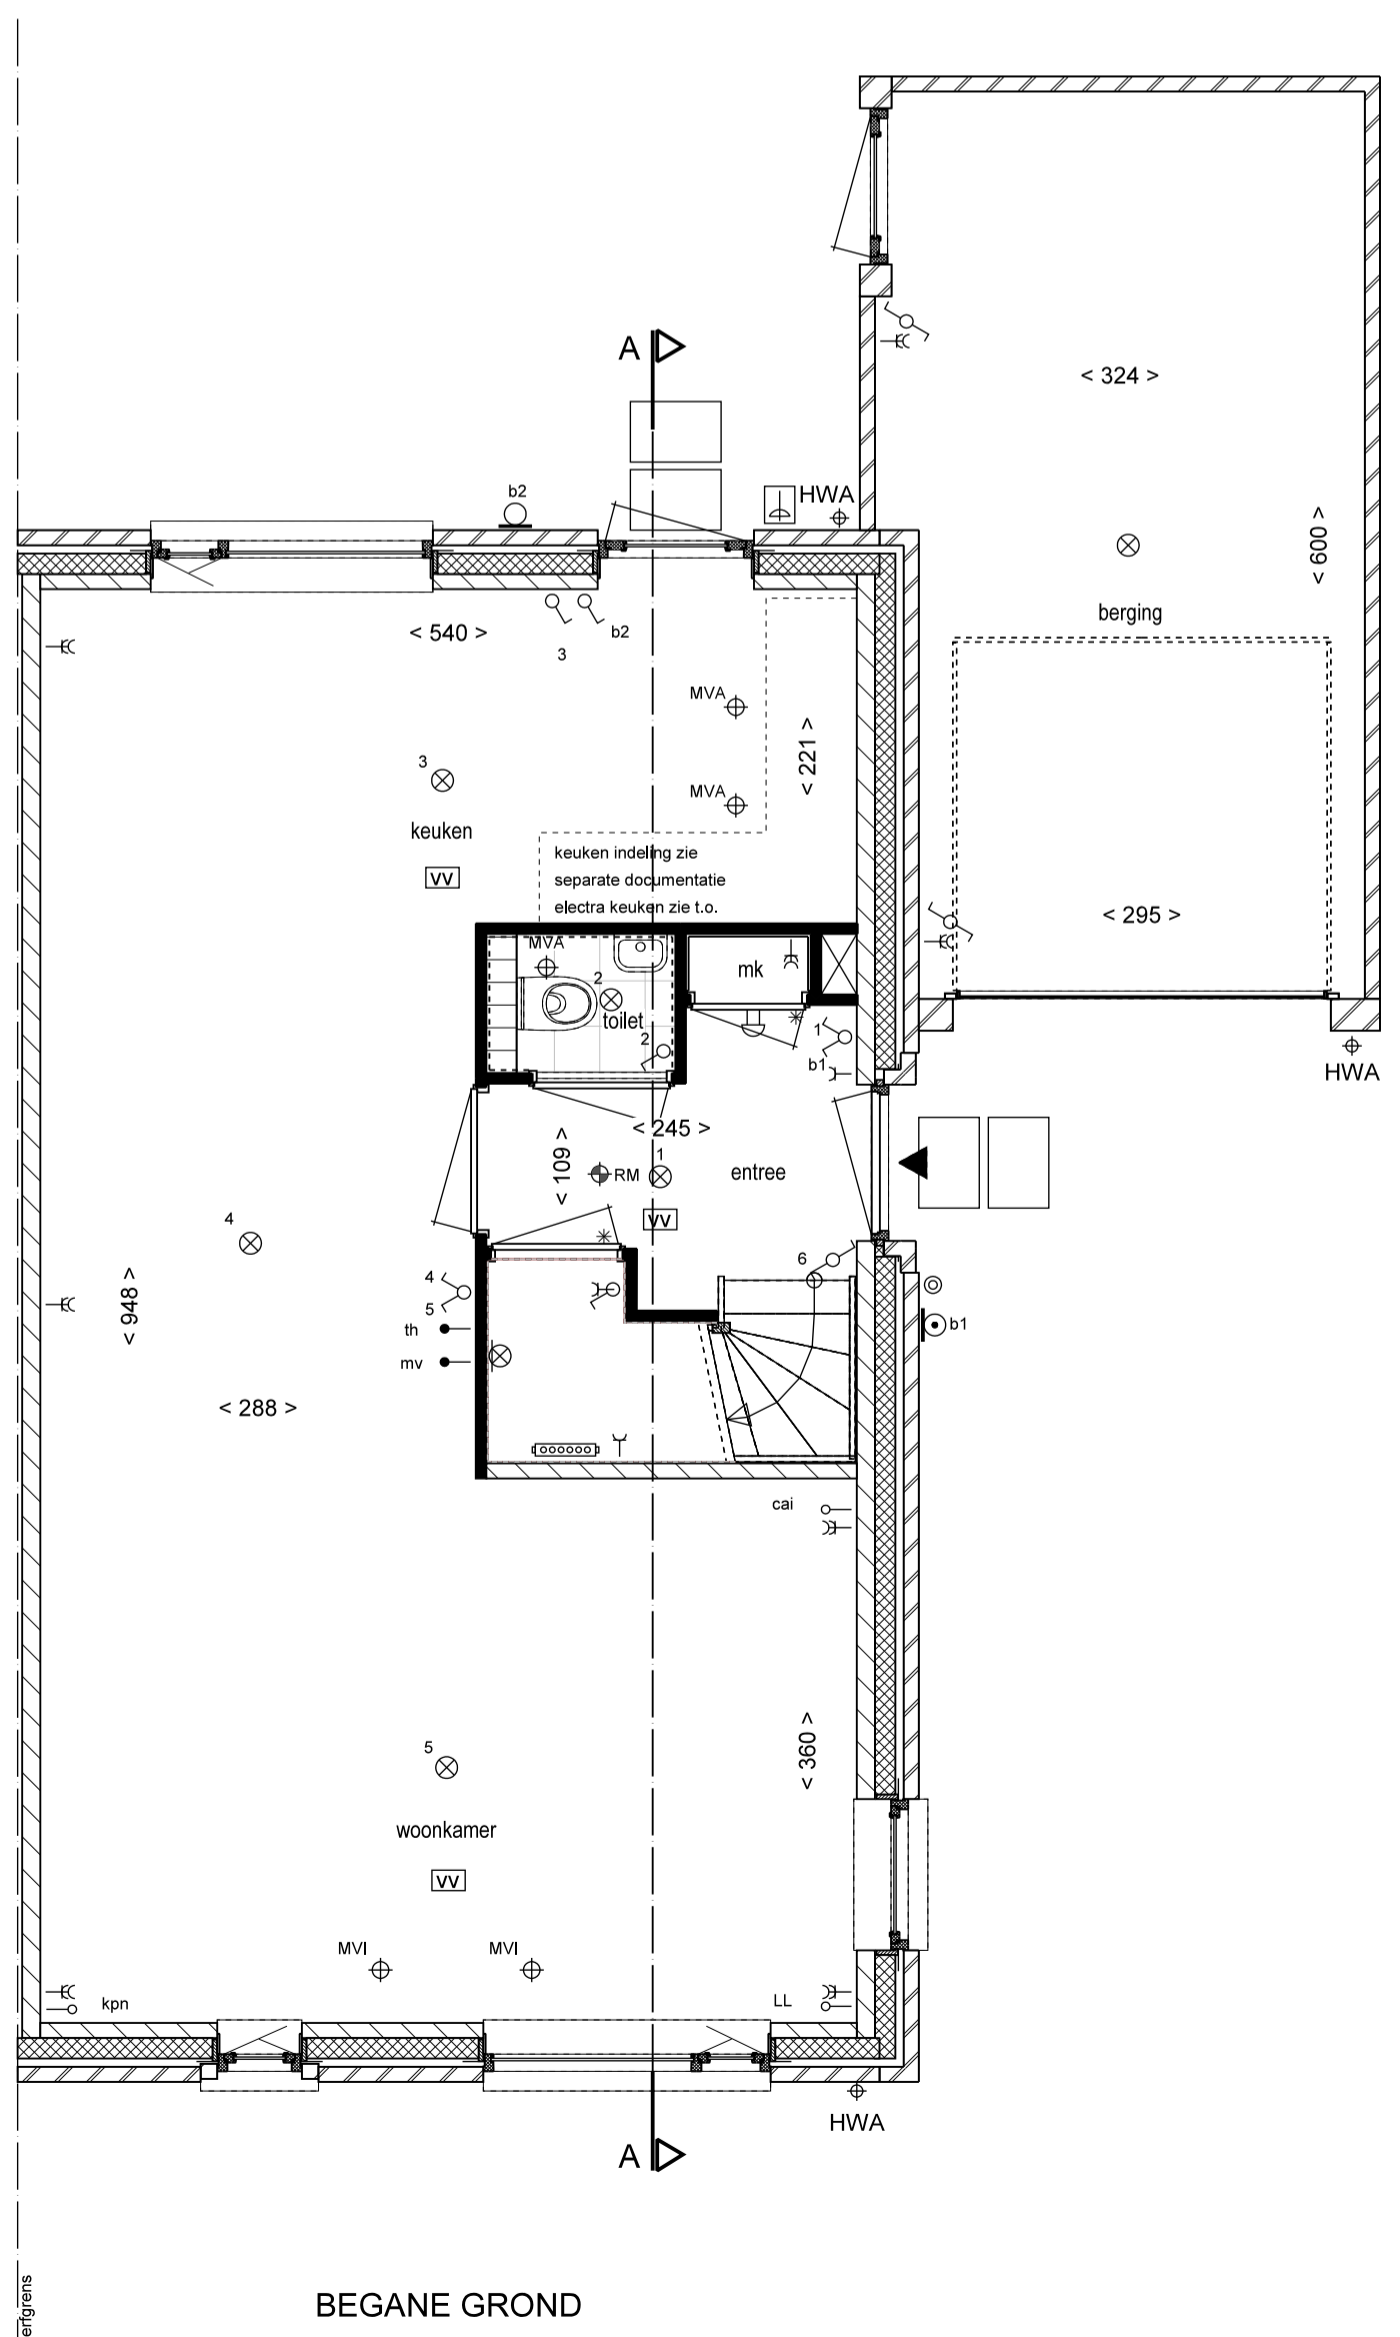 A
< 324 >
b2
HWA
< 600 >
berging
< 540 >
b2
3
MVA
< 221 >
3
MVA
keuken
vv
keuken indeling zie
separate documentatie
electra keuken zie t.o.
< 295 >
MVA
2
mk
toilet
2
1
b1
HWA
< 245 >
< 109 >
RM
1
entree
vv
4
6
4
5
th
mv
< 948 >
b1
< 288 >
cai
5
< 360 >
woonkamer
vv
MVI
MVI
kpn
LL
HWA
A
erfgrens
BEGANE GROND